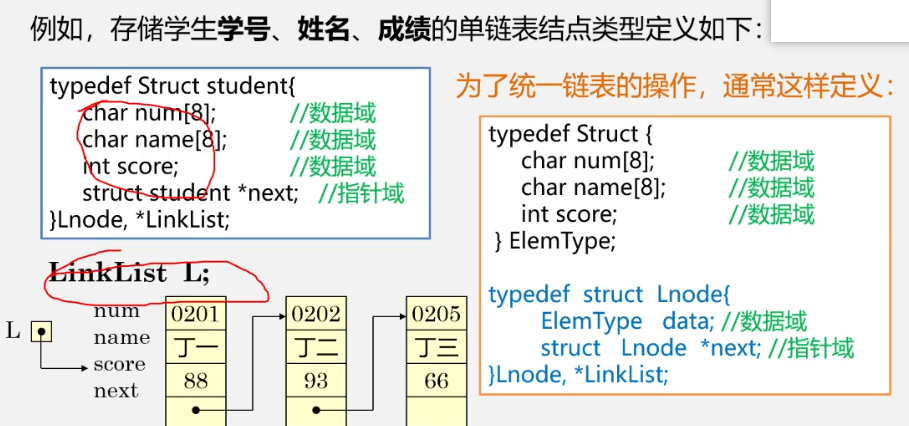 例如，存储学生学号、姓名、成绩的单链表结点类型定义如下：
typedef Struct student{
char num[8]; //数据域
char name[8]; //数据域
int score; //数据域
struct student *next; //指针域
}Lnode, *LinkList;
为了统一链表的操作，通常这样定义：
typedef Struct {
char num[8]; //数据域
char name[8]; //数据域
int score; //数据域
} ElemType;
typedef struct Lnode{
ElemType data; //数据域
struct Lnode *next; //指针域
}Lnode, *LinkList;
LinkList L;
L
num 0201 0202 0205
name 丁一 丁二 丁三
score 88 93 66
next